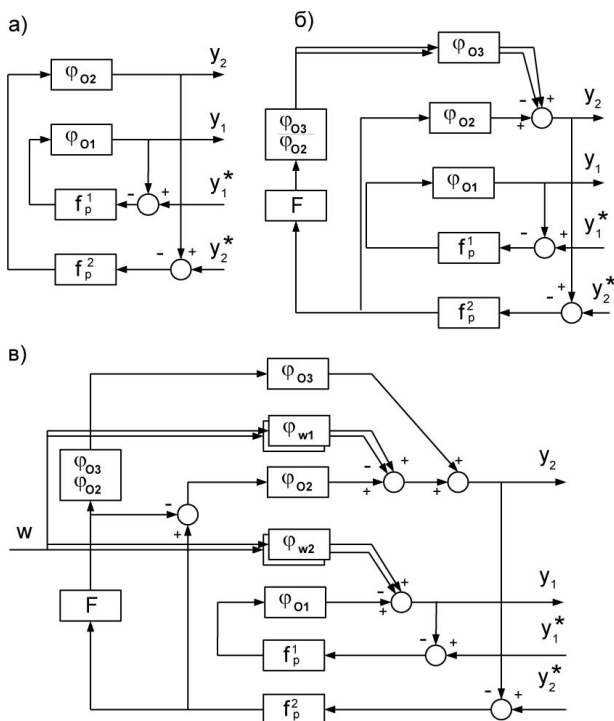 а)
φO2
y2
φO1
y1
- +
y1*
fp1
- +
y2*
fp2
б)
φO3
- +
+
y2
φO3
φO2
φO2
F
φO1
y1
- +
y1*
fp1
+
-
y2*
fp2
в)
φO3
φw1
φO3
φO2
- +
+ + +
y2
φO2
-
+
w
φw2
+
-
+
y1
F
φO1
- +
y1*
fp1
y2*
- +
fp2